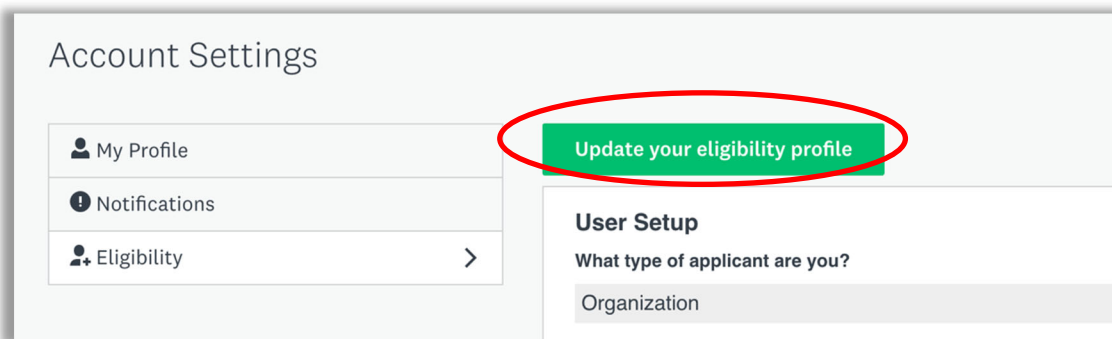 Account Settings
My Profile
Notifications
Eligibility
Update your eligibility profile
User Setup
What type of applicant are you?
Organization